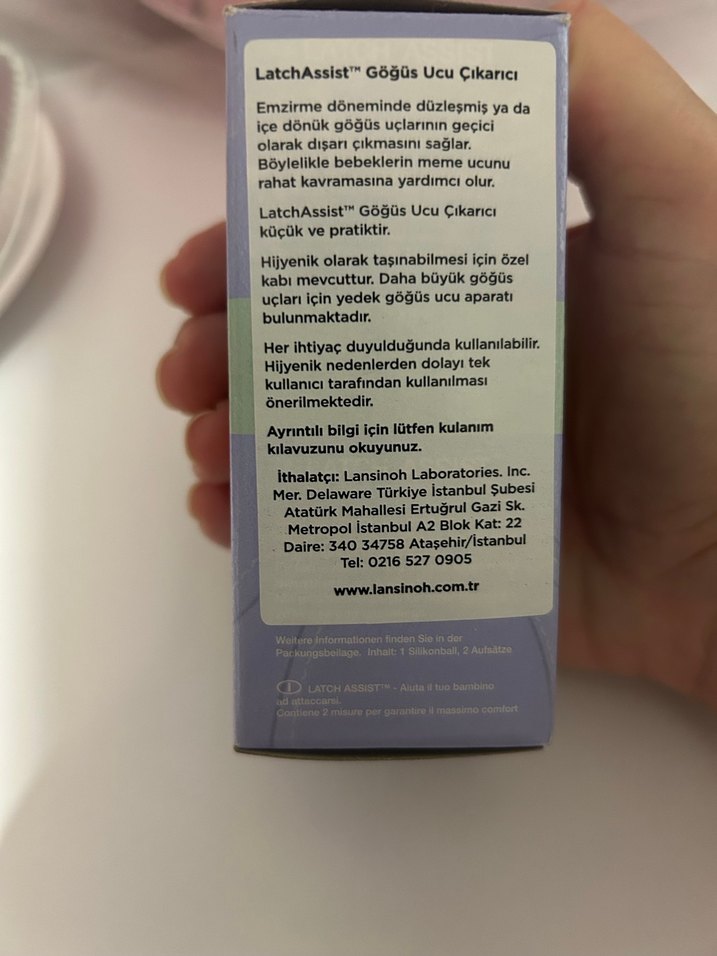 LatchAssist™ Göğüs Ucu Çıkarıcı
Emzirme döneminde düzleşmiş ya da
içe dönük göğüs uçlarının geçici
olarak dışarı çıkmasını sağlar.
Böylelikle bebeklerin meme ucunu
rahat kavramasına yardımcı olur.
LatchAssist™ Göğüs Ucu Çıkarıcı
küçük ve pratiktir.
Hijyenik olarak taşınabilmesi için özel
kabı mevcuttur. Daha büyük göğüs
uçları için yedek göğüs ucu aparatı
bulunmaktadır.
Her ihtiyaç duyulduğunda kullanılabilir.
Hijyenik nedenlerden dolayı tek
kullanıcı tarafından kullanılması
önerilmektedir.
Ayrıntılı bilgi için lütfen kulanım
kılavuzunu okuyunuz.
İthalatçı: Lansinoh Laboratories. Inc.
Mer. Delaware Türkiye İstanbul Şubesi
Atatürk Mahallesi Ertuğrul Gazi Sk.
Metropol İstanbul A2 Blok Kat: 22
Daire: 340 34758 Ataşehir/İstanbul
Tel: 0216 527 0905
www.lansinoh.com.tr
Weitere Informationen finden Sie in der
Packungsbeilage. Inhalt: 1 Silikonball, 2 Aufsätze
I LATCH ASSIST™ - Aiuta il tuo bambino
ad attaccarsi.
Contiene 2 misure per garantire il massimo comfort